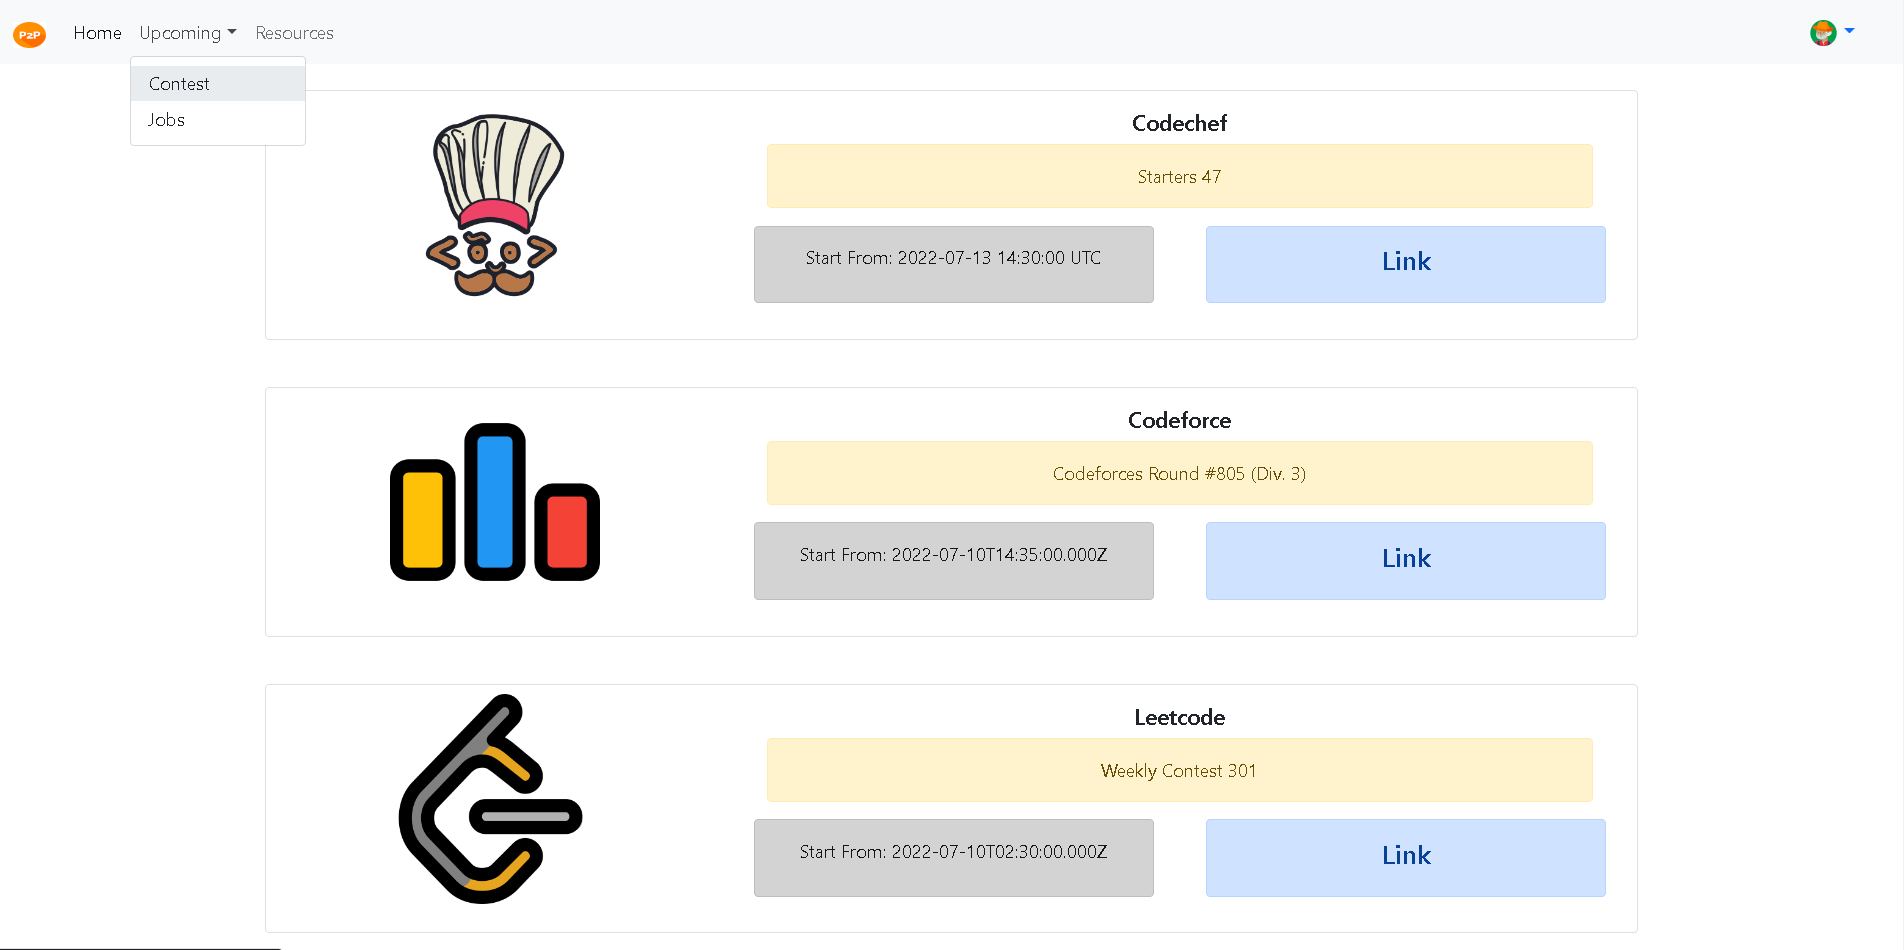 P2P
Home Upcoming Resources
Contest
Jobs
Codechef
Starters 47
Start From: 2022-07-13 14:30:00 UTC
Link
Codeforce
Codeforces Round #805 (Div. 3)
Start From: 2022-07-10T14:35:00.000Z
Link
Leetcode
Weekly Contest 301
Start From: 2022-07-10T02:30:00.000Z
Link